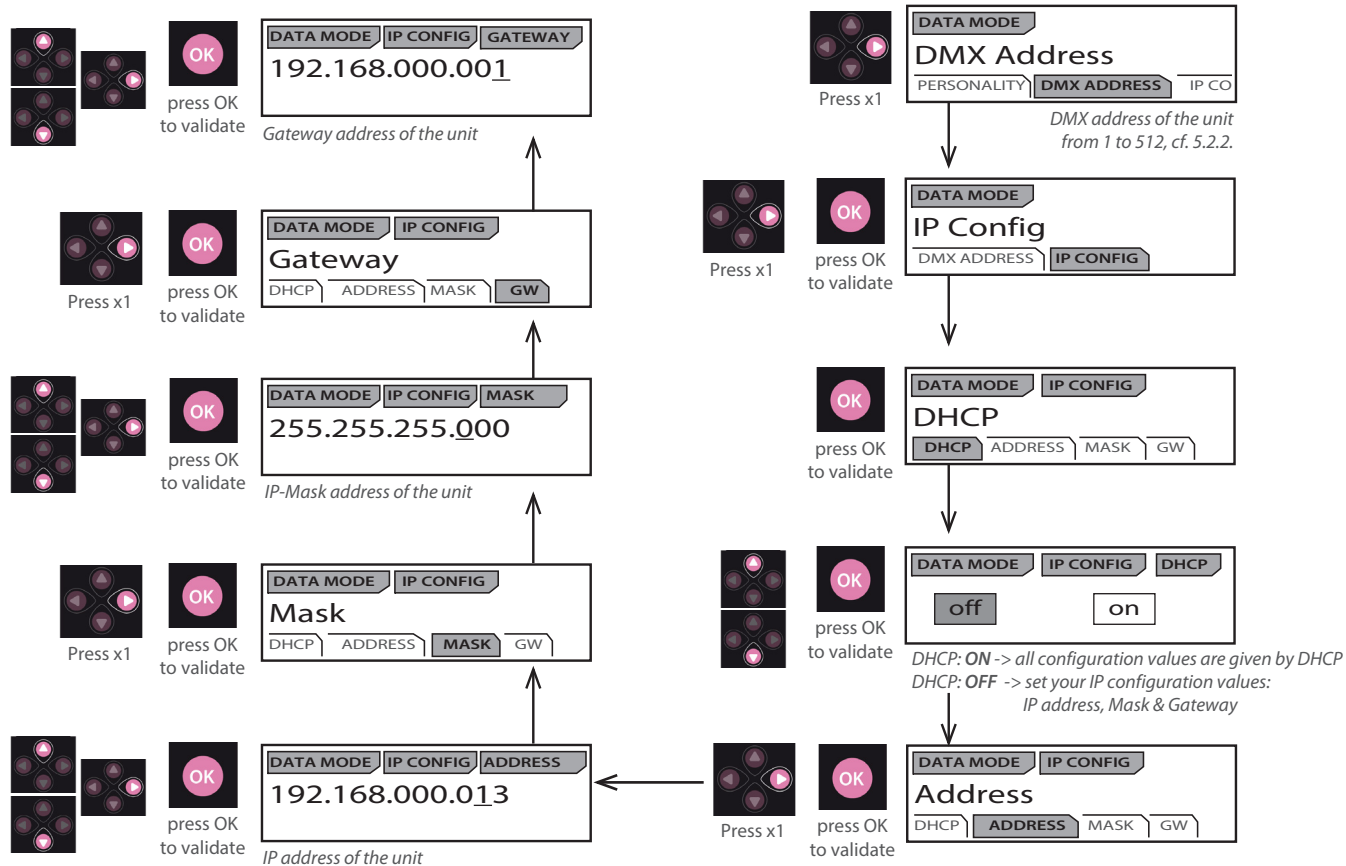 DATA MODE
DMX Address
PERSONALITY DMX ADDRESS IP CO
Press x1
DMX address of the unit
from 1 to 512, cf. 5.2.2.
OK
DATA MODE
IP Config
DMX ADDRESS IP CONFIG
Press x1
press OK
to validate
OK
DATA MODE IP CONFIG
DHCP
DHCP ADDRESS MASK GW
press OK
to validate
OK
DATA MODE IP CONFIG DHCP
off on
press OK
to validate
DHCP: ON -> all configuration values are given by DHCP
DHCP: OFF -> set your IP configuration values:
IP address, Mask & Gateway
OK
DATA MODE IP CONFIG
Address
DHCP ADDRESS MASK GW
Press x1
press OK
to validate
OK
DATA MODE IP CONFIG ADDRESS
192.168.000.013
press OK
to validate
IP address of the unit
OK
DATA MODE IP CONFIG
Mask
DHCP ADDRESS MASK GW
Press x1
press OK
to validate
OK
DATA MODE IP CONFIG MASK
255.255.255.000
press OK
to validate
IP-Mask address of the unit
OK
DATA MODE IP CONFIG
Gateway
DHCP ADDRESS MASK GW
Press x1
press OK
to validate
OK
DATA MODE IP CONFIG GATEWAY
192.168.000.001
press OK
to validate
Gateway address of the unit